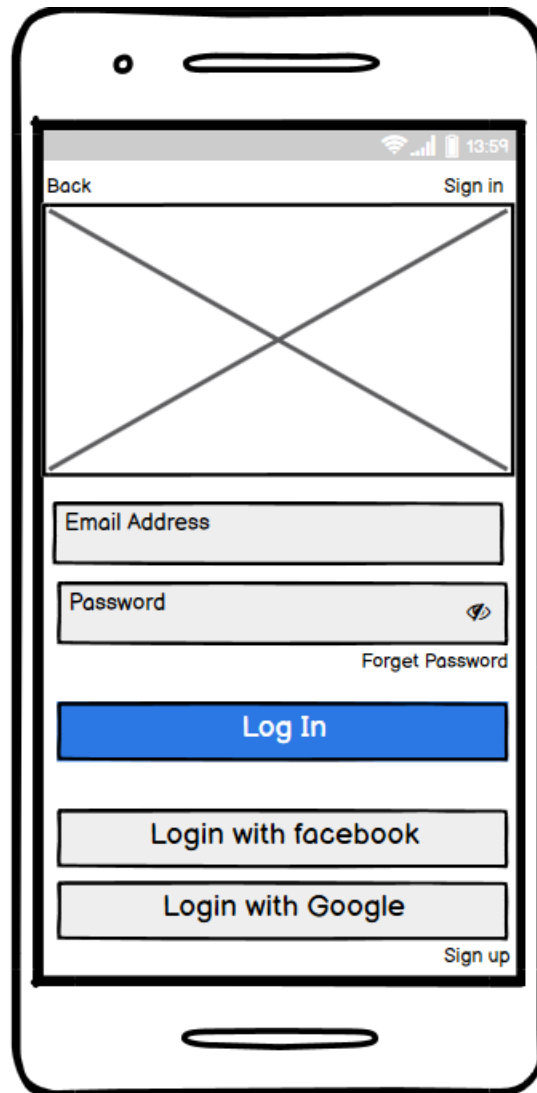 13:59
Back Sign in
Email Address
Password
Forget Password
Log In
Login with facebook
Login with Google
Sign up